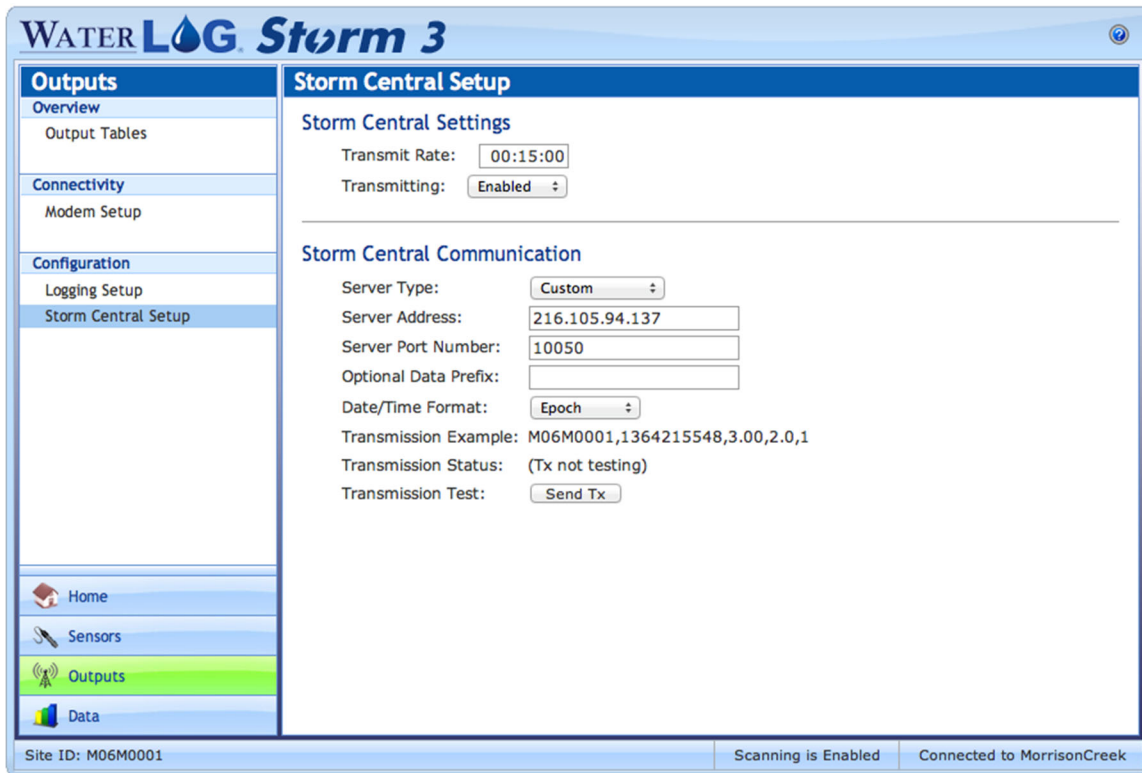 WATERLOG. Storm 3
Outputs
Overview
Output Tables
Connectivity
Modem Setup
Configuration
Logging Setup
Storm Central Setup
Home
Sensors
Outputs
Data
Storm Central Setup
Storm Central Settings
Transmit Rate: 00:15:00
Transmitting: Enabled
Storm Central Communication
Server Type: Custom
Server Address: 216.105.94.137
Server Port Number: 10050
Optional Data Prefix:
Date/Time Format: Epoch
Transmission Example: M06M0001,1364215548,3.00,2.0,1
Transmission Status: (Tx not testing)
Transmission Test: Send Tx
Site ID: M06M0001
Scanning is Enabled
Connected to MorrisonCreek